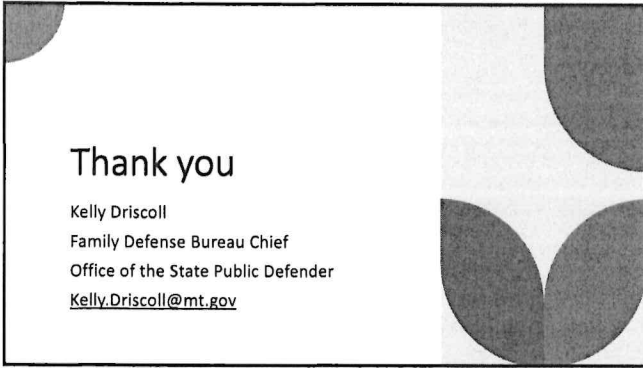 Thank you
Kelly Driscoll
Family Defense Bureau Chief
Office of the State Public Defender
Kelly.Driscoll@mt.gov